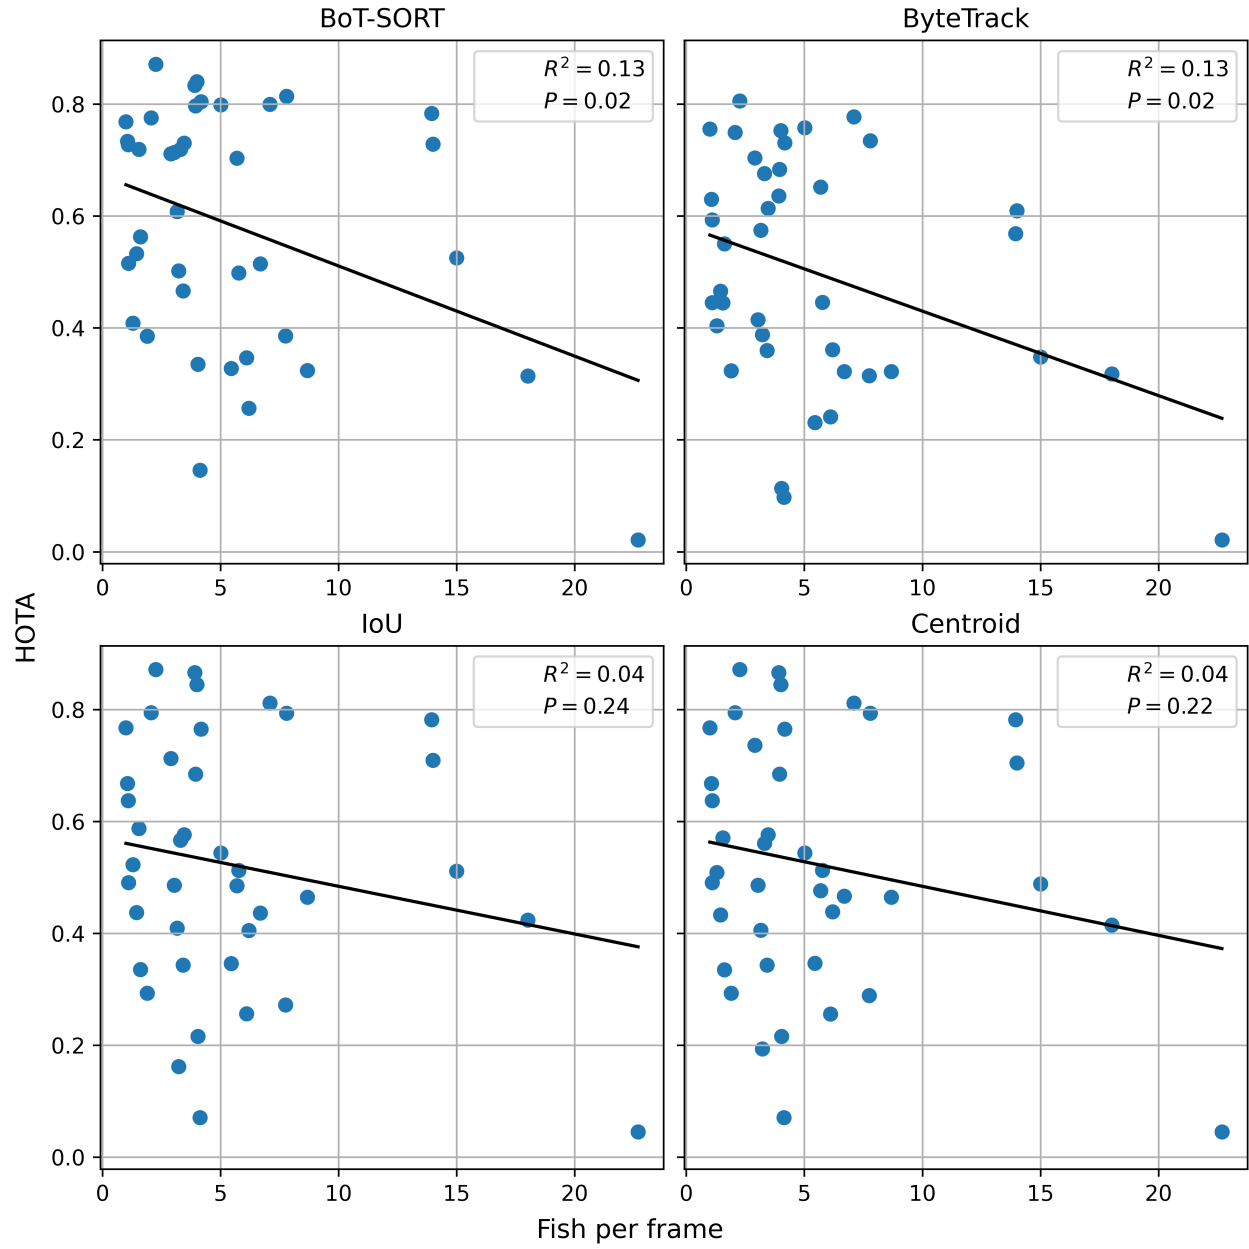 BoT-SORT
ByteTrack
R² = 0.13
P = 0.02
R² = 0.13
P = 0.02
0.8
0.6
0.4
0.2
0.0
0 5 10 15 20
0 5 10 15 20
HOTA
IoU
Centroid
R² = 0.04
P = 0.24
R² = 0.04
P = 0.22
0.8
0.6
0.4
0.2
0.0
0 5 10 15 20
0 5 10 15 20
Fish per frame